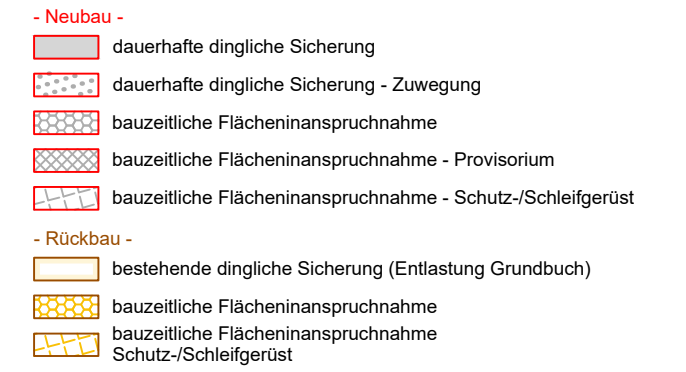 - Neubau -
dauerhafte dingliche Sicherung
dauerhafte dingliche Sicherung - Zuwegung
bauzeitliche Flächeninanspruchnahme
bauzeitliche Flächeninanspruchnahme - Provisorium
bauzeitliche Flächeninanspruchnahme - Schutz-/Schleifgerüst
- Rückbau -
bestehende dingliche Sicherung (Entlastung Grundbuch)
bauzeitliche Flächeninanspruchnahme
bauzeitliche Flächeninanspruchnahme
Schutz-/Schleifgerüst